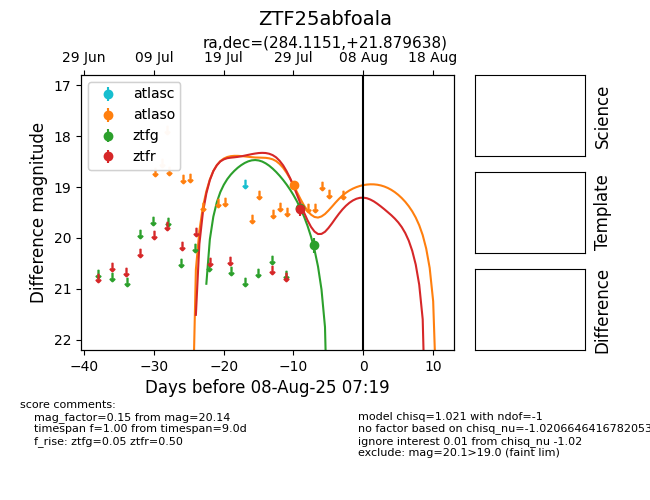 ZTF25abfoala
ra,dec=(284.1151,+21.879638)
29 Jun 09 Jul 19 Jul 29 Jul 08 Aug 18 Aug
17
18
19
20
21
22
Difference magnitude
atlasc
atlaso
ztfg
ztfr
−40 −30 −20 −10 0 10
Days before 08-Aug-25 07:19
Science
Template
Difference
score comments:
mag_factor=0.15 from mag=20.14
timespan f=1.00 from timespan=9.0d
f_rise: ztfg=0.05 ztfr=0.50
model chisq=1.021 with ndof=-1
no factor based on chisq_nu=-1.0206646416782053
ignore interest 0.01 from chisq_nu -1.02
exclude: mag=20.1>19.0 (faint lim)